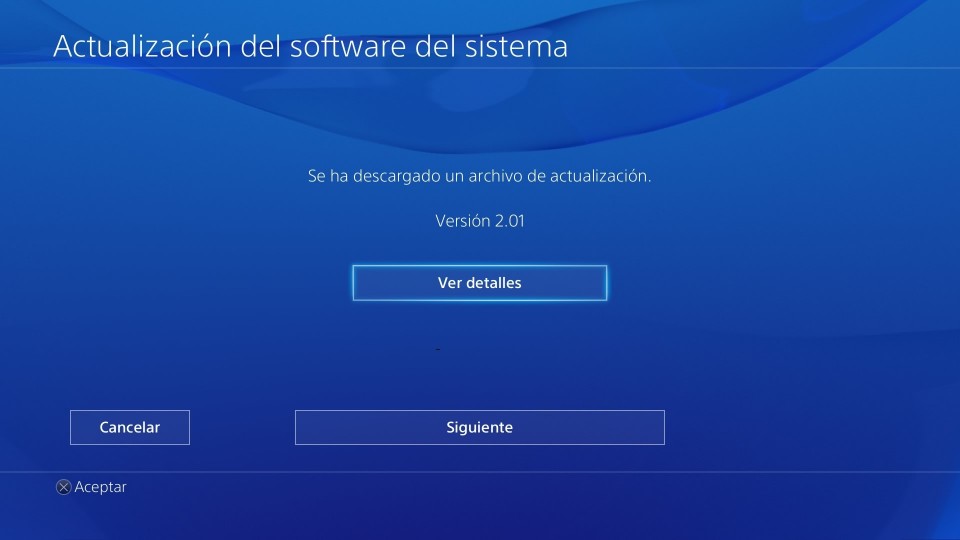 Actualización del software del sistema
Se ha descargado un archivo de actualización.
Versión 2.01
Ver detalles
Cancelar
Siguiente
Aceptar